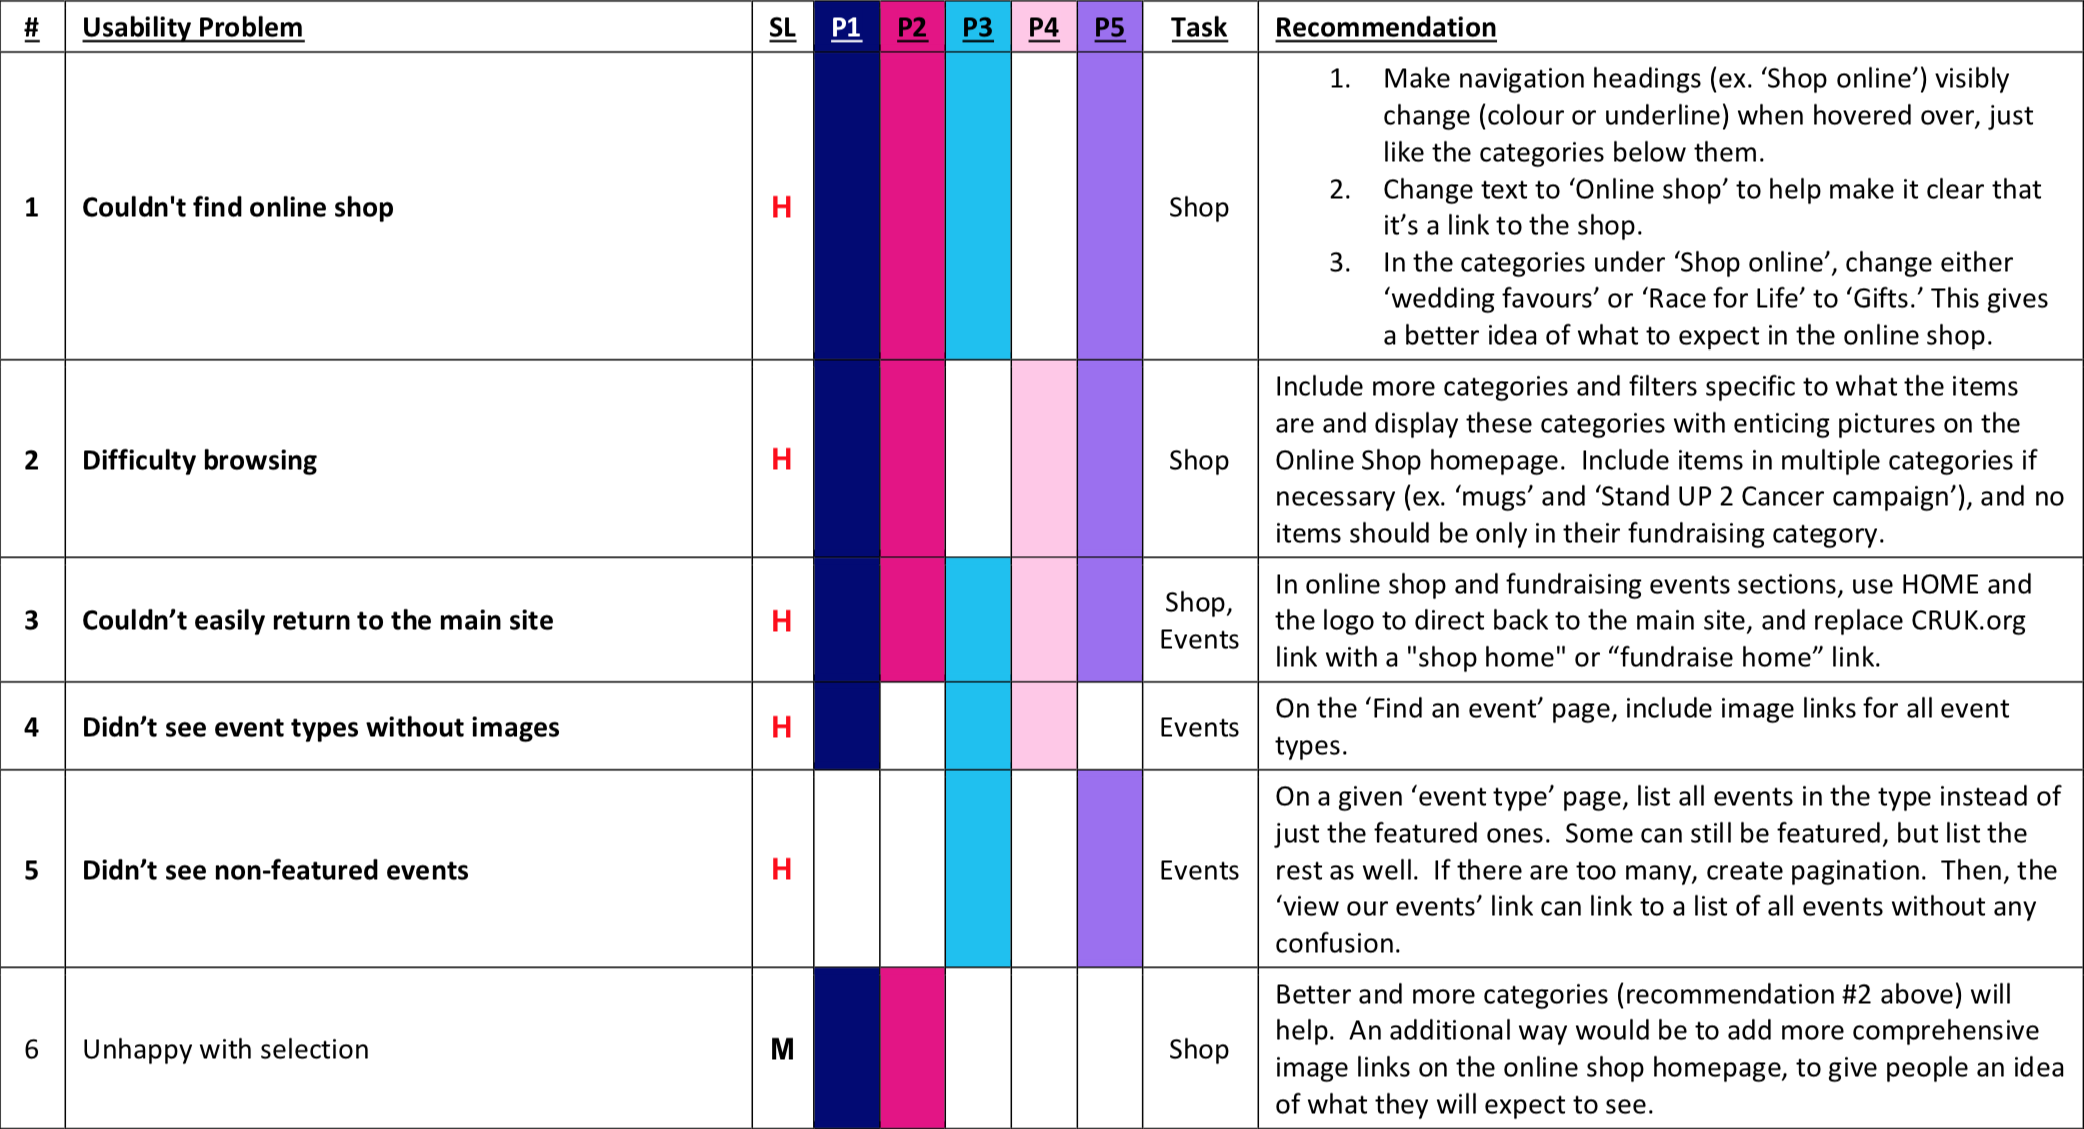 # Usability Problem SL P1 P2 P3 P4 P5 Task Recommendation
1 Couldn't find online shop H Shop
1. Make navigation headings (ex. ‘Shop online’) visibly
change (colour or underline) when hovered over, just
like the categories below them.
2. Change text to ‘Online shop’ to help make it clear that
it’s a link to the shop.
3. In the categories under ‘Shop online’, change either
‘wedding favours’ or ‘Race for Life’ to ‘Gifts.’ This gives
a better idea of what to expect in the online shop.
2 Difficulty browsing H Shop
Include more categories and filters specific to what the items
are and display these categories with enticing pictures on the
Online Shop homepage.  Include items in multiple categories if
necessary (ex. ‘mugs’ and ‘Stand UP 2 Cancer campaign’), and no
items should be only in their fundraising category.
3 Couldn’t easily return to the main site H Shop,
Events
In online shop and fundraising events sections, use HOME and
the logo to direct back to the main site, and replace CRUK.org
link with a "shop home" or “fundraise home” link.
4 Didn’t see event types without images H Events
On the ‘Find an event’ page, include image links for all event
types.
5 Didn’t see non-featured events H Events
On a given ‘event type’ page, list all events in the type instead of
just the featured ones.  Some can still be featured, but list the
rest as well.  If there are too many, create pagination.  Then, the
‘view our events’ link can link to a list of all events without any
confusion.
6 Unhappy with selection M Shop
Better and more categories (recommendation #2 above) will
help.  An additional way would be to add more comprehensive
image links on the online shop homepage, to give people an idea
of what they will expect to see.